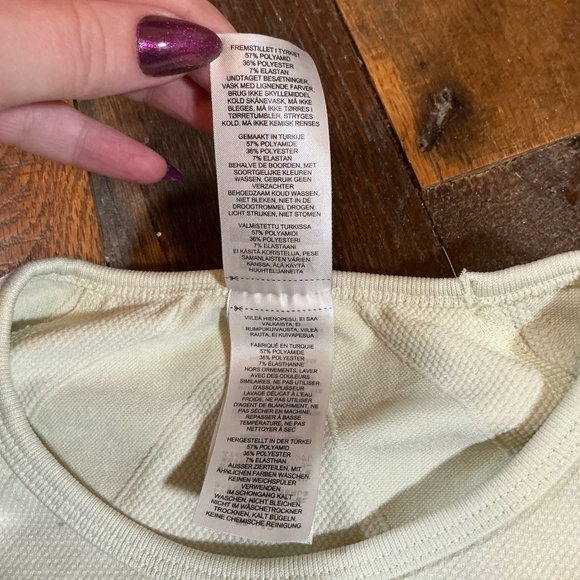 FREMSTILLET I TYRKIET
57% POLYAMID
36% POLYESTER
7% ELASTAN
UNDTAGET BESÆTNINGER,
VASK MED LIGNENDE FARVER,
BRUG IKKE SKYLLEMIDDEL
KOLD SKÅNEVASK, MÅ IKKE
BLEGES, MÅ IKKE TØRRES I
TØRRETUMBLER, STRYGES
KOLD, MÅ IKKE KEMISK RENSES
GEMAAKT IN TURKIJE
57% POLYAMIDE
36% POLYESTER
7% ELASTAN
BEHALVE DE BOORDEN, MET
SOORTGELIJKE KLEUREN
WASSEN, GEBRUIK GEEN
VERZACHTER
BEHOEDZAAM KOUD WASSEN,
NIET BLEKEN, NIET IN DE
DROOGTROMMEL DROGEN,
LICHT STRIJKEN, NIET STOMEN
VALMISTETTU TURKISSA
57% POLYAMIDI
36% POLYESTERI
7% ELASTAANI
EI KÄSITÄ KORISTELUJA, PESE
SAMANLAISTEN VÄRIEN
KANSSA, ÄLÄ KÄYTÄ
HUUHTELUAINETTA
VIILEÄ HIENOPESU, EI SAA
VALKAISTA, EI
RUMPUKUIVAUSTA, VIILEÄ
RAUTA, EI KUIVAPESUA
FABRIQUÉ EN TURQUIE
57% POLYAMIDE
36% POLYESTER
7% ELASTHANNE
HORS ORNEMENTS, LAVER
AVEC DES COULEURS
SIMILAIRES, NE PAS UTILISER
D'ASSOUPLISSEUR
LAVAGE DÉLICAT À L'EAU
FROIDE, NE PAS UTILISER
D'AGENT DE BLANCHIMENT, NE
PAS SÉCHER EN MACHINE,
REPASSER À BASSE
TEMPÉRATURE, NE PAS
NETTOYER À SEC
HERGESTELLT IN DER TÜRKEI
57% POLYAMID
36% POLYESTER
7% ELASTHAN
AUSSER ZIERTEILEN, MIT
ÄHNLICHEN FARBEN WASCHEN,
KEINEN WEICHSPÜLER
VERWENDEN
IM SCHONGANG KALT
WASCHEN, NICHT BLEICHEN,
NICHT IM WÄSCHETROCKNER
TROCKNEN, KALT BÜGELN,
KEINE CHEMISCHE REINIGUNG